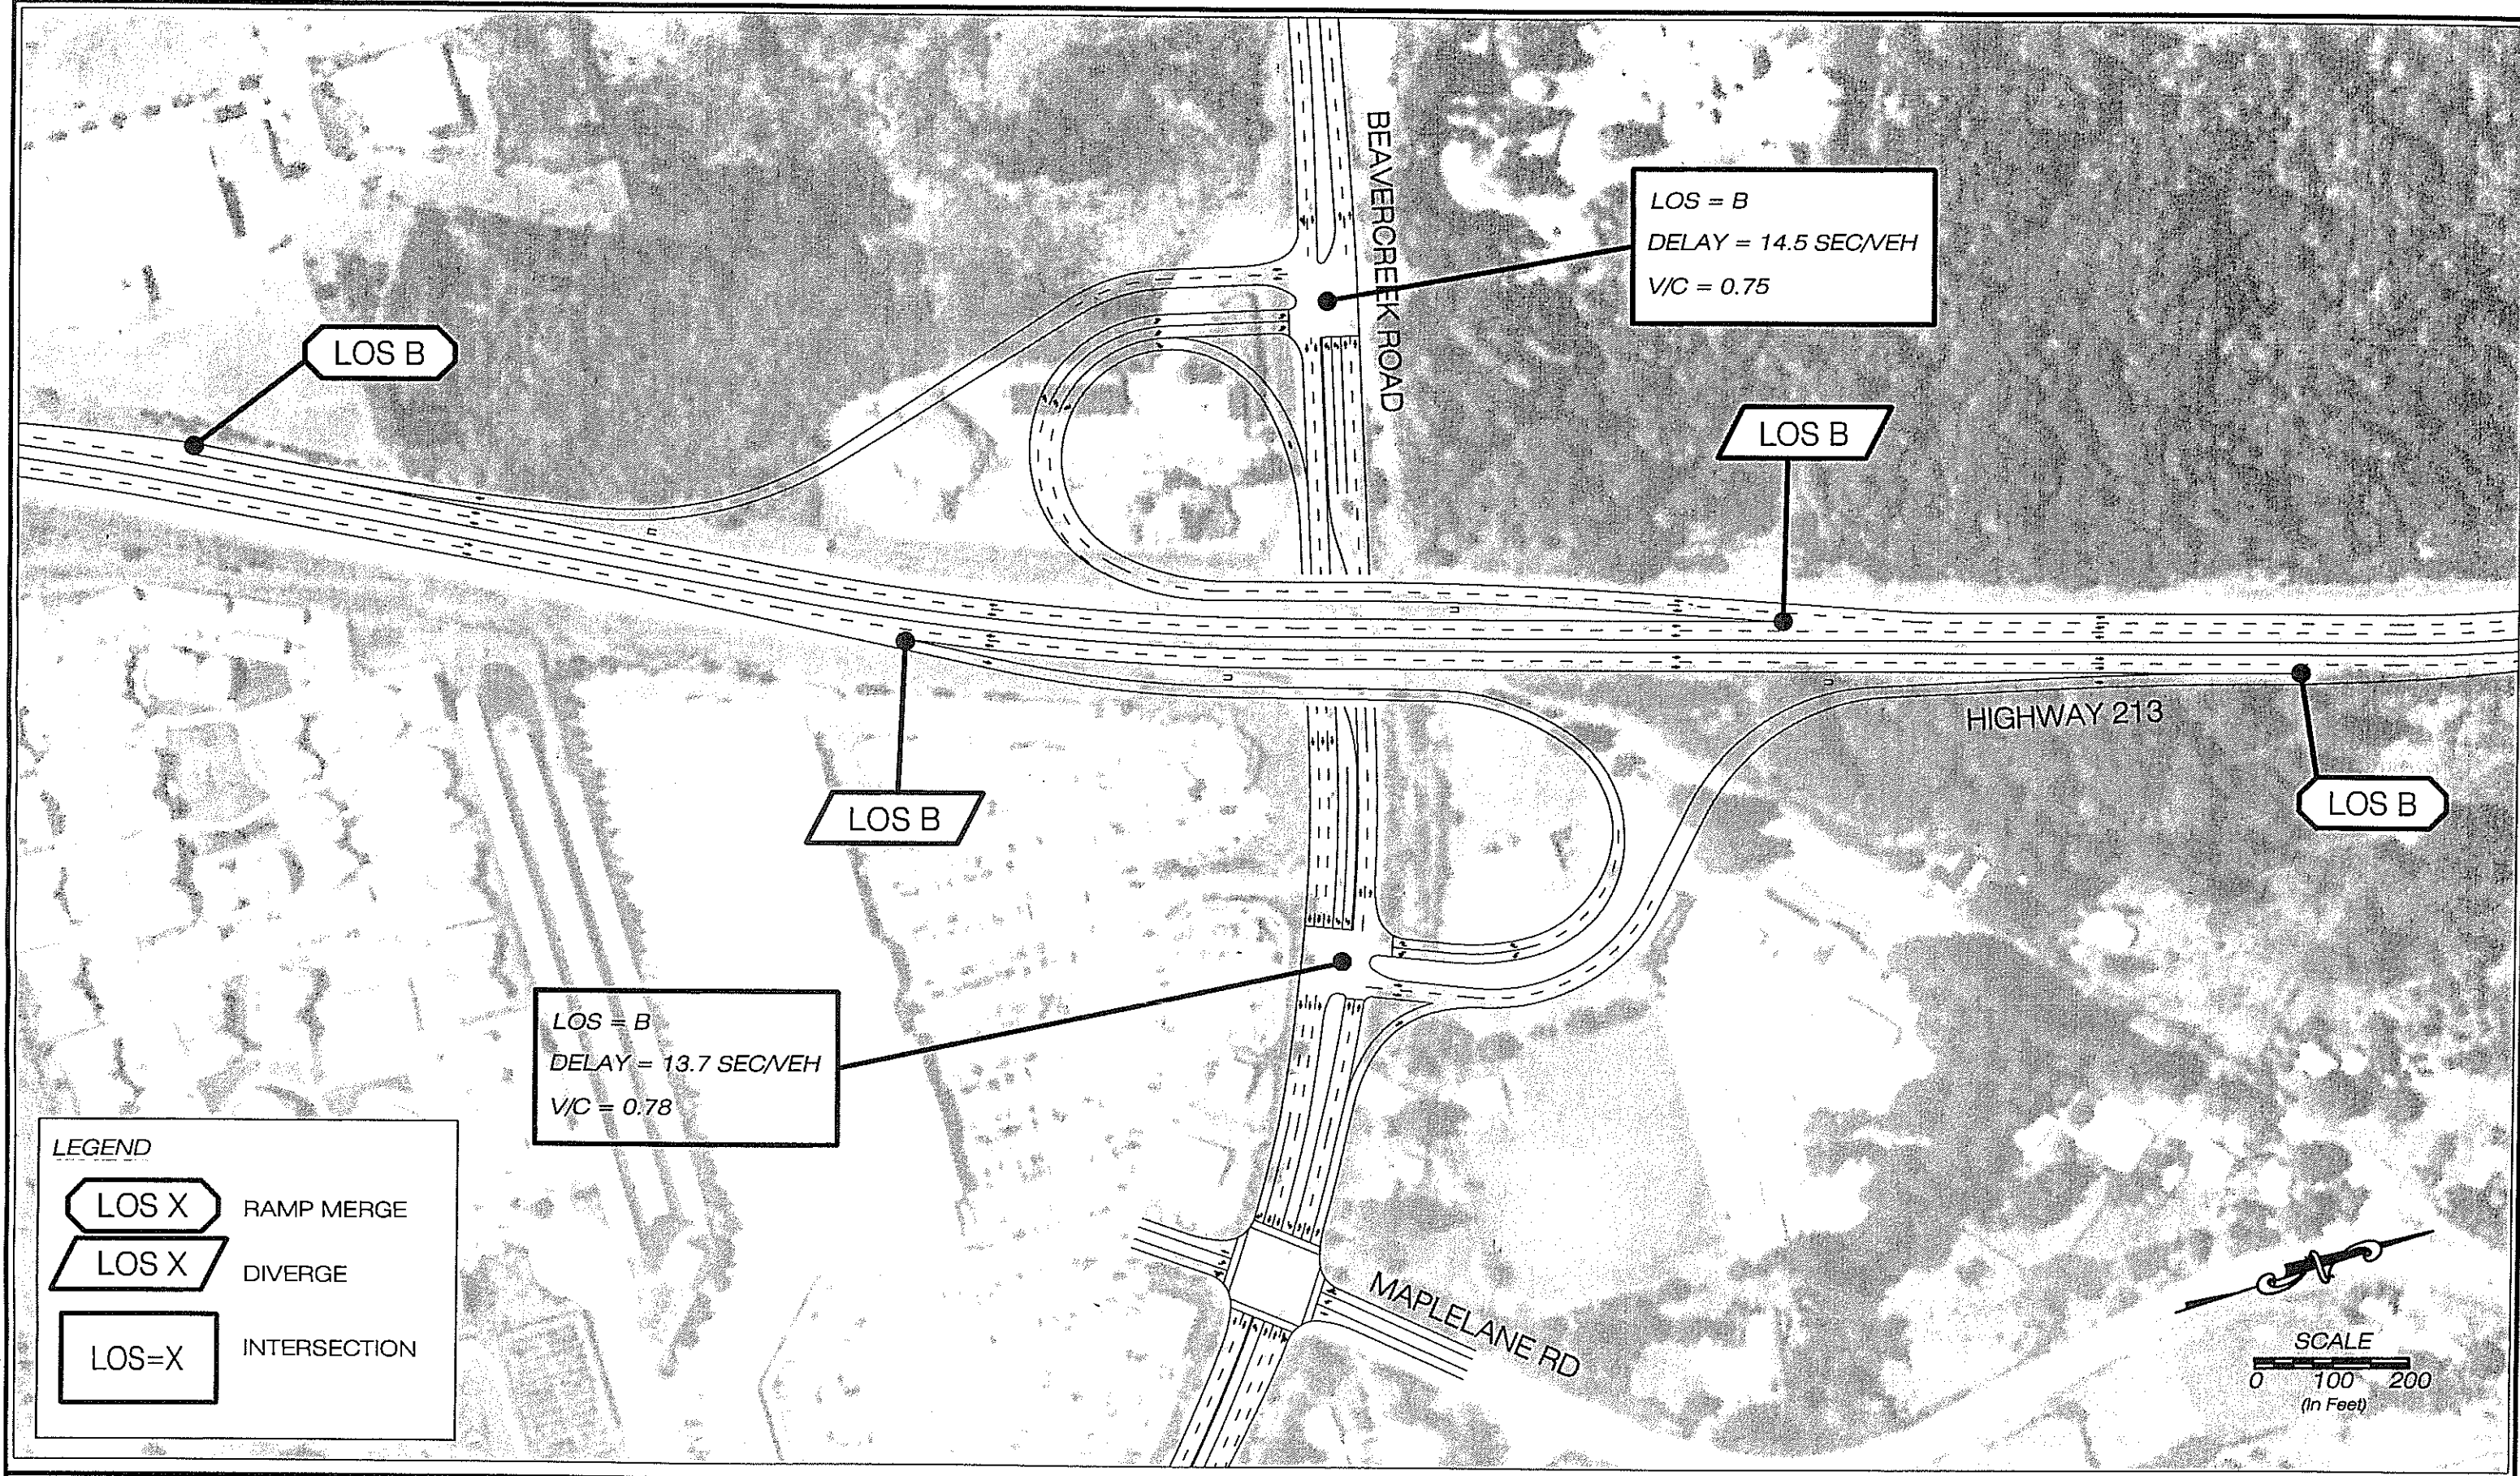 BEAVERCREEK ROAD
LOS = B
DELAY = 14.5 SEC/VEH
V/C = 0.75
LOS B
LOS B
HIGHWAY 213
LOS B
LOS B
LOS = B
DELAY = 13.7 SEC/VEH
V/C = 0.78
LEGEND
LOS X RAMP MERGE
LOS X DIVERGE
LOS=X INTERSECTION
MAPLELANE RD
N
SCALE
0 100 200
(In Feet)